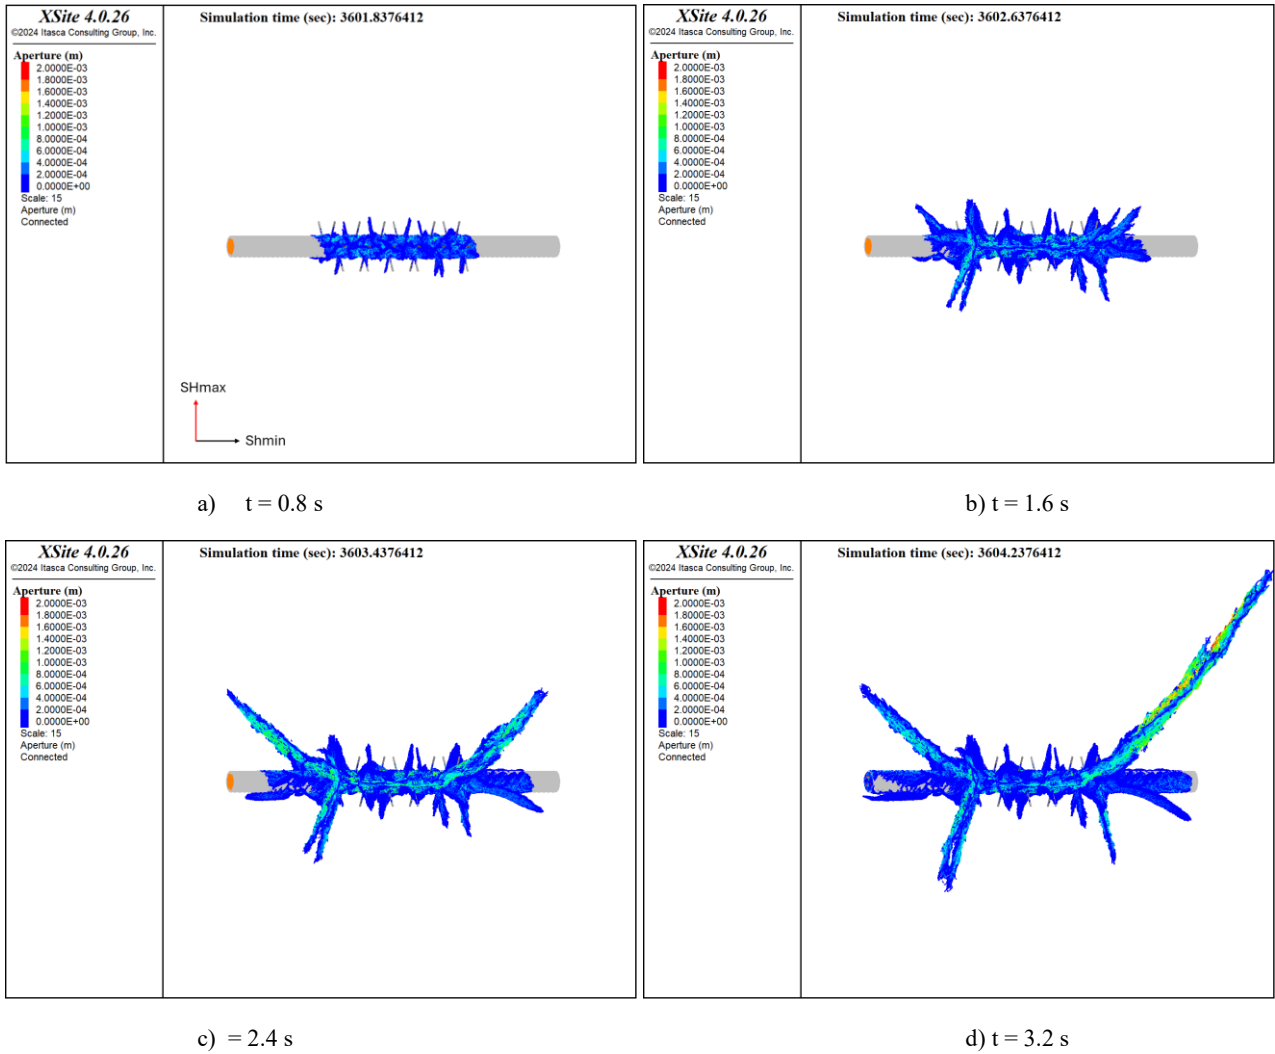 XSite 4.0.26
©2024 Itasca Consulting Group, Inc.
Aperture (m)
2.0000E-03
1.8000E-03
1.6000E-03
1.4000E-03
1.2000E-03
1.0000E-03
8.0000E-04
6.0000E-04
4.0000E-04
2.0000E-04
0.0000E+00
Scale: 15
Aperture (m)
Connected
Simulation time (sec): 3601.8376412
SHmax
Shmin
a) t = 0.8 s
XSite 4.0.26
©2024 Itasca Consulting Group, Inc.
Aperture (m)
2.0000E-03
1.8000E-03
1.6000E-03
1.4000E-03
1.2000E-03
1.0000E-03
8.0000E-04
6.0000E-04
4.0000E-04
2.0000E-04
0.0000E+00
Scale: 15
Aperture (m)
Connected
Simulation time (sec): 3602.6376412
b) t = 1.6 s
XSite 4.0.26
©2024 Itasca Consulting Group, Inc.
Aperture (m)
2.0000E-03
1.8000E-03
1.6000E-03
1.4000E-03
1.2000E-03
1.0000E-03
8.0000E-04
6.0000E-04
4.0000E-04
2.0000E-04
0.0000E+00
Scale: 15
Aperture (m)
Connected
Simulation time (sec): 3603.4376412
c) = 2.4 s
XSite 4.0.26
©2024 Itasca Consulting Group, Inc.
Aperture (m)
2.0000E-03
1.8000E-03
1.6000E-03
1.4000E-03
1.2000E-03
1.0000E-03
8.0000E-04
6.0000E-04
4.0000E-04
2.0000E-04
0.0000E+00
Scale: 15
Aperture (m)
Connected
Simulation time (sec): 3604.2376412
d) t = 3.2 s